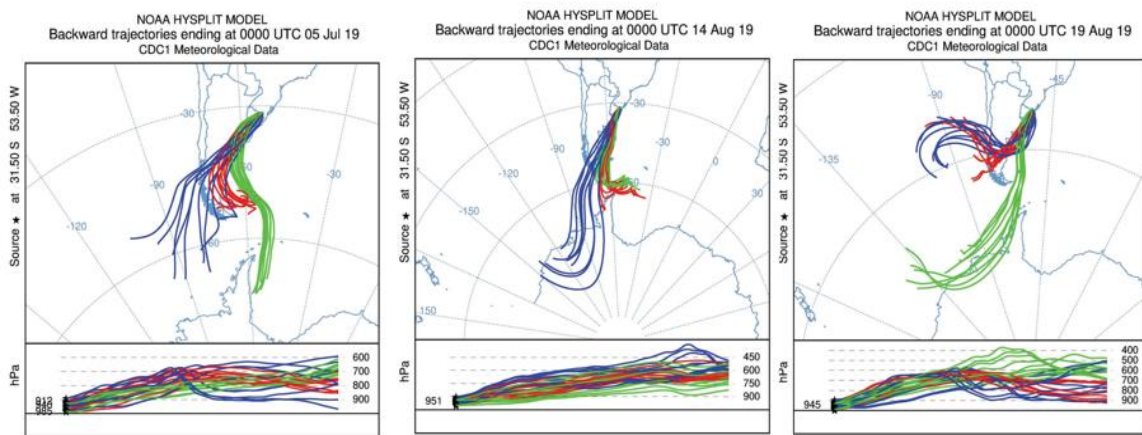 NOAA HYSPLIT MODEL
Backward trajectories ending at 0000 UTC 05 Jul 19
CDC1 Meteorological Data
Source ★ at 31.50 S 53.50 W
-30
-30
-60
-90
-120
-60
hPa
600
700
800
900
913
NOAA HYSPLIT MODEL
Backward trajectories ending at 0000 UTC 14 Aug 19
CDC1 Meteorological Data
Source ★ at 31.50 S 53.50 W
-30
-30
-60
-90
0
-120
-150
hPa
450
600
750
900
951
NOAA HYSPLIT MODEL
Backward trajectories ending at 0000 UTC 19 Aug 19
CDC1 Meteorological Data
Source ★ at 31.50 S 53.50 W
-45
-90
-135
hPa
400
500
600
700
800
900
945